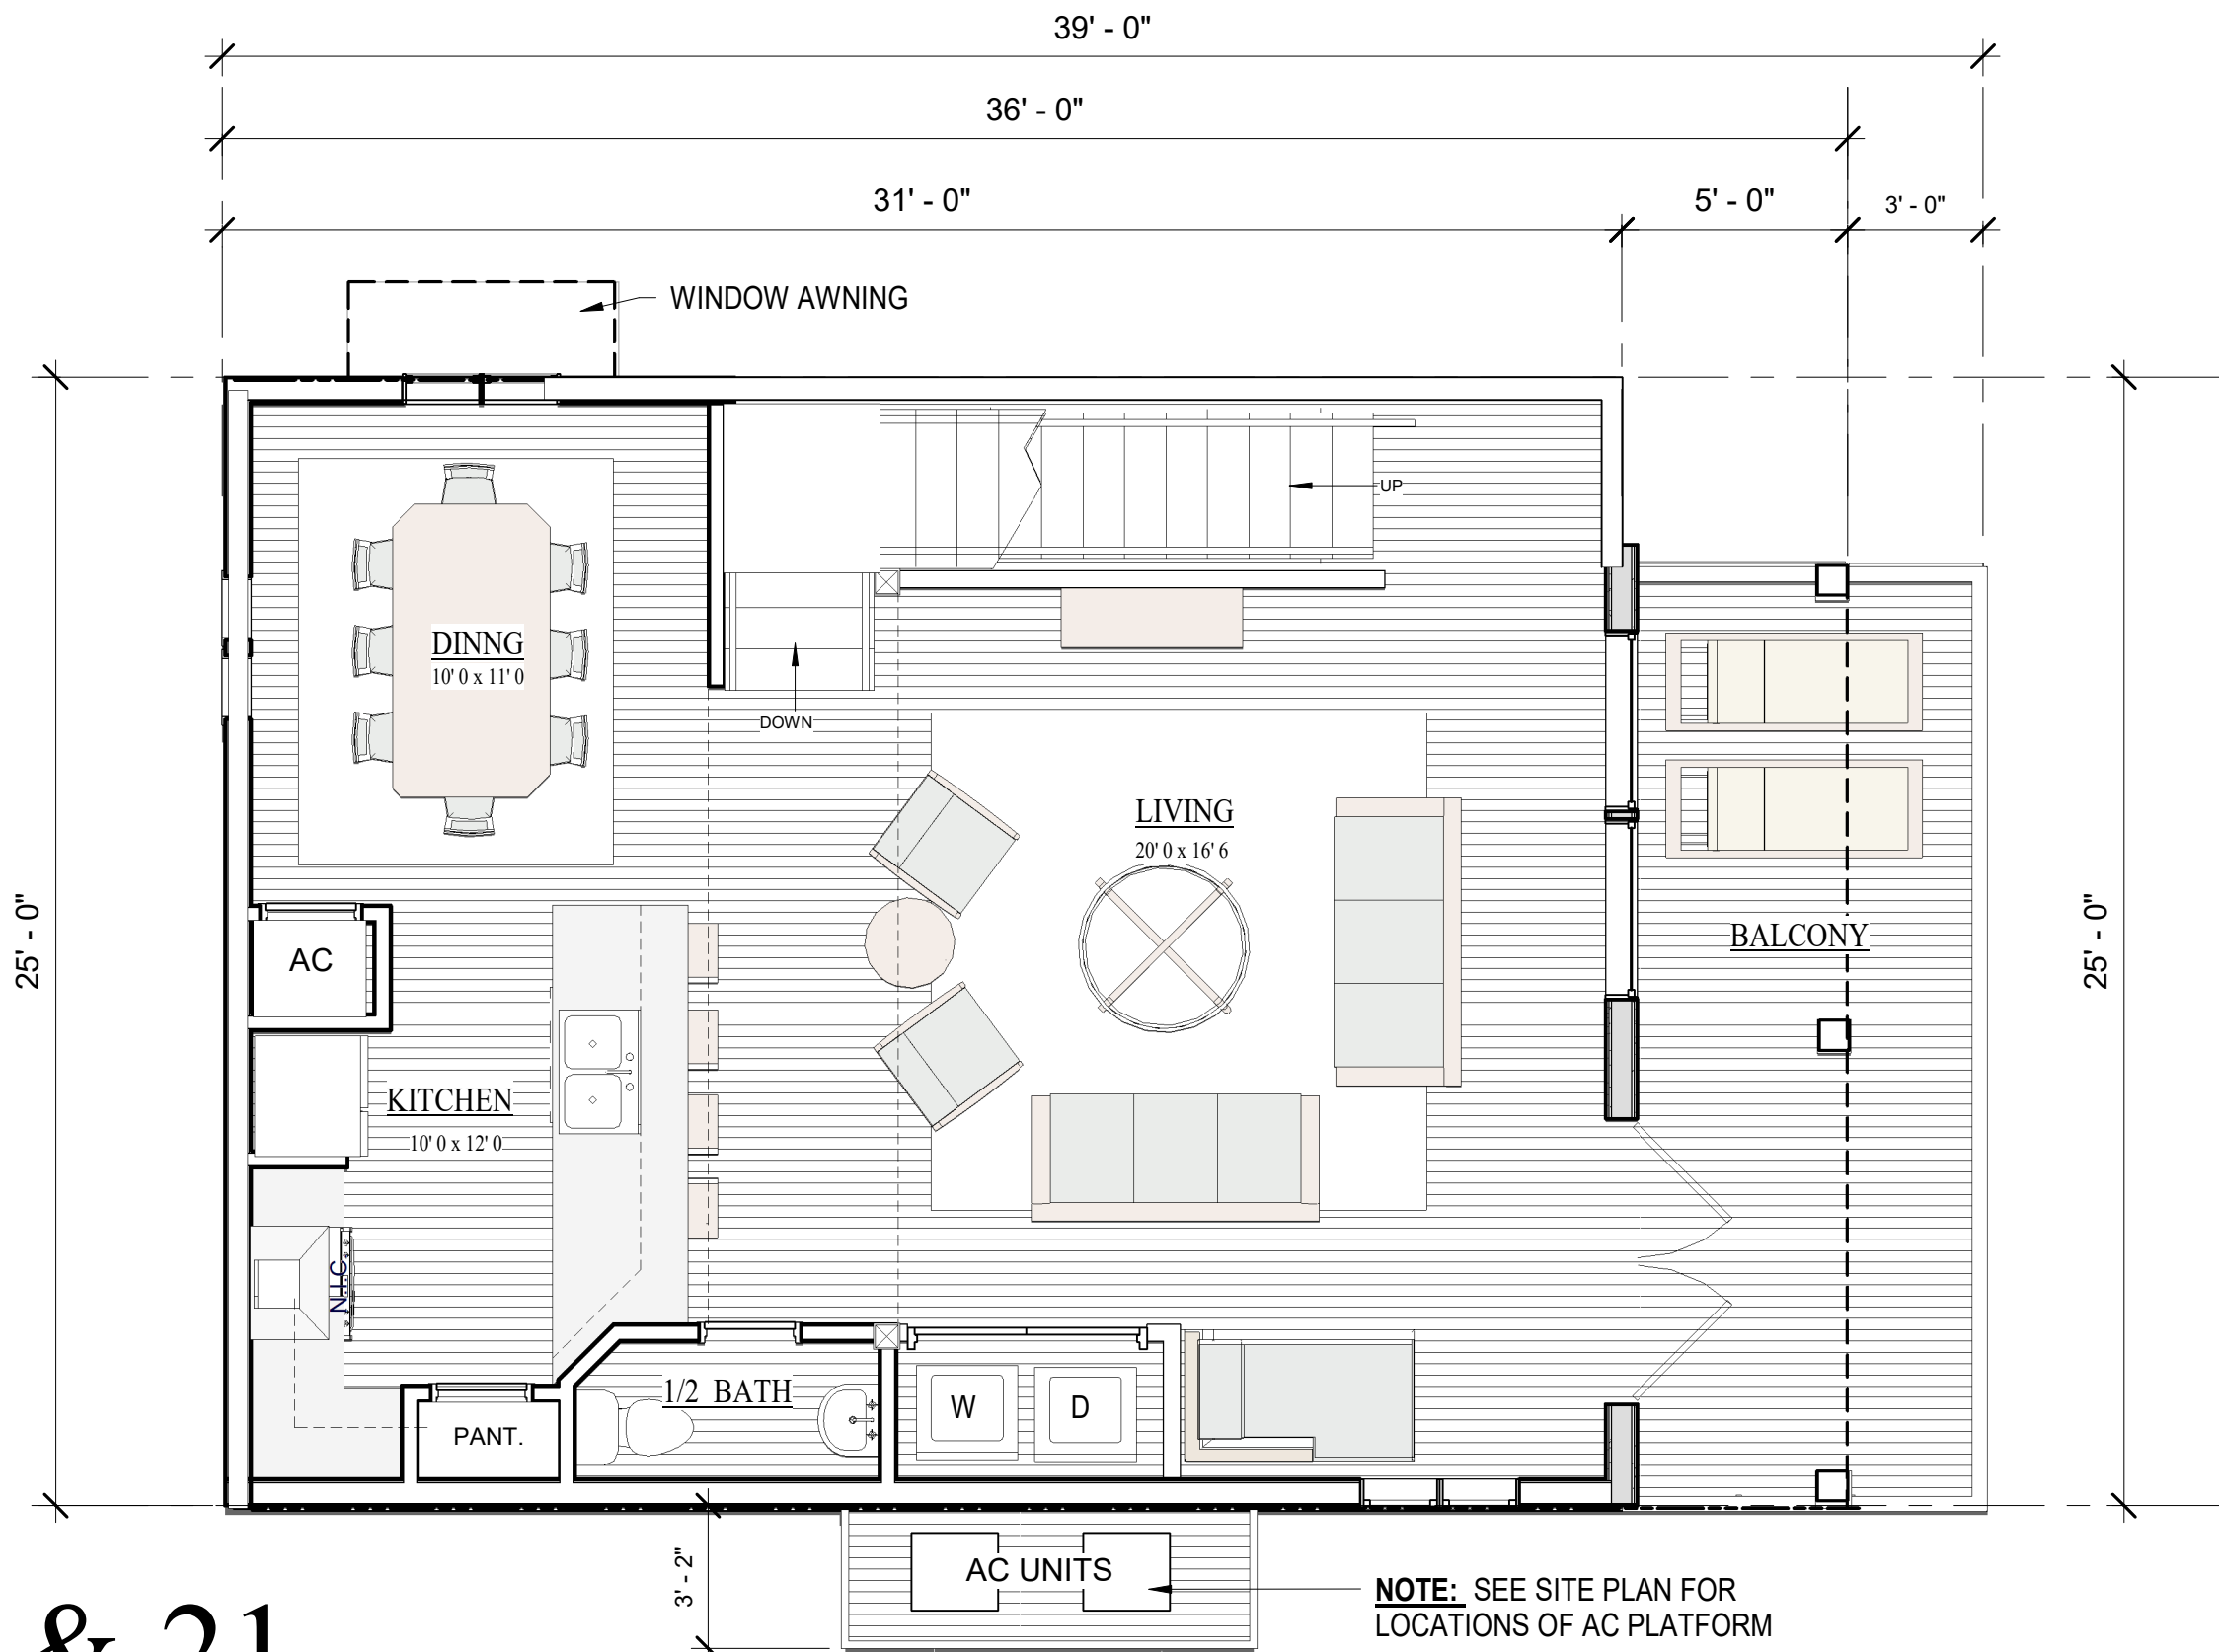 39' - 0"
36' - 0"
31' - 0"
5' - 0"
3' - 0"
WINDOW AWNING
UP
DINNG
10' 0 x 11' 0
DOWN
LIVING
20' 0 x 16' 6
25' - 0"
25' - 0"
BALCONY
AC
KITCHEN
10' 0 x 12' 0
N.I.C.
1/2 BATH
W
D
PANT.
3' - 2"
AC UNITS
NOTE: SEE SITE PLAN FOR
LOCATIONS OF AC PLATFORM
& 21